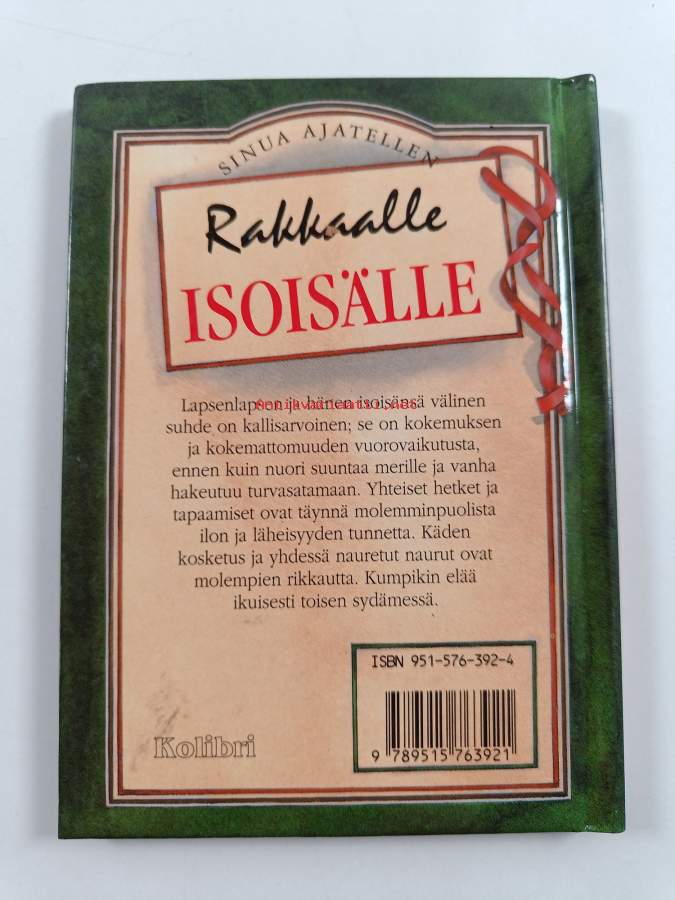 SINUA AJATELLEN
Rakkaalle
ISOISÄLLE
Lapsenlapsen ja hänen isoisänsä välinen
suhde on kallisarvoinen; se on kokemuksen
ja kokemattomuuden vuorovaikutusta,
ennen kuin nuori suuntaa merille ja vanha
hakeutuu turvasatamaan. Yhteiset hetket ja
tapaamiset ovat täynnä molemminpuolista
ilon ja läheisyyden tunnetta. Käden
kosketus ja yhdessä nauretut naurut ovat
molempien rikkautta. Kumpikin elää
ikuisesti toisen sydämessä.
ISBN 951-576-392-4
9 789515 763921
Kolibri